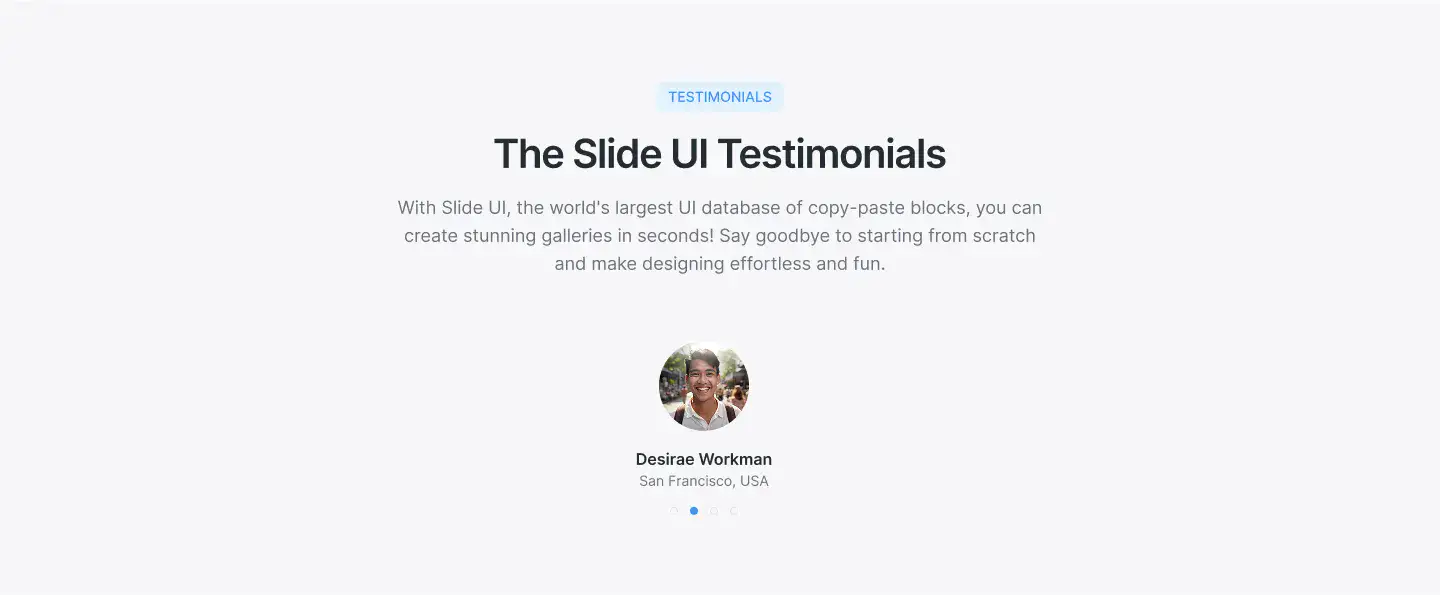 TESTIMONIALS
The Slide UI Testimonials
With Slide UI, the world's largest UI database of copy-paste blocks, you can
create stunning galleries in seconds! Say goodbye to starting from scratch
and make designing effortless and fun.
Desirae Workman
San Francisco, USA